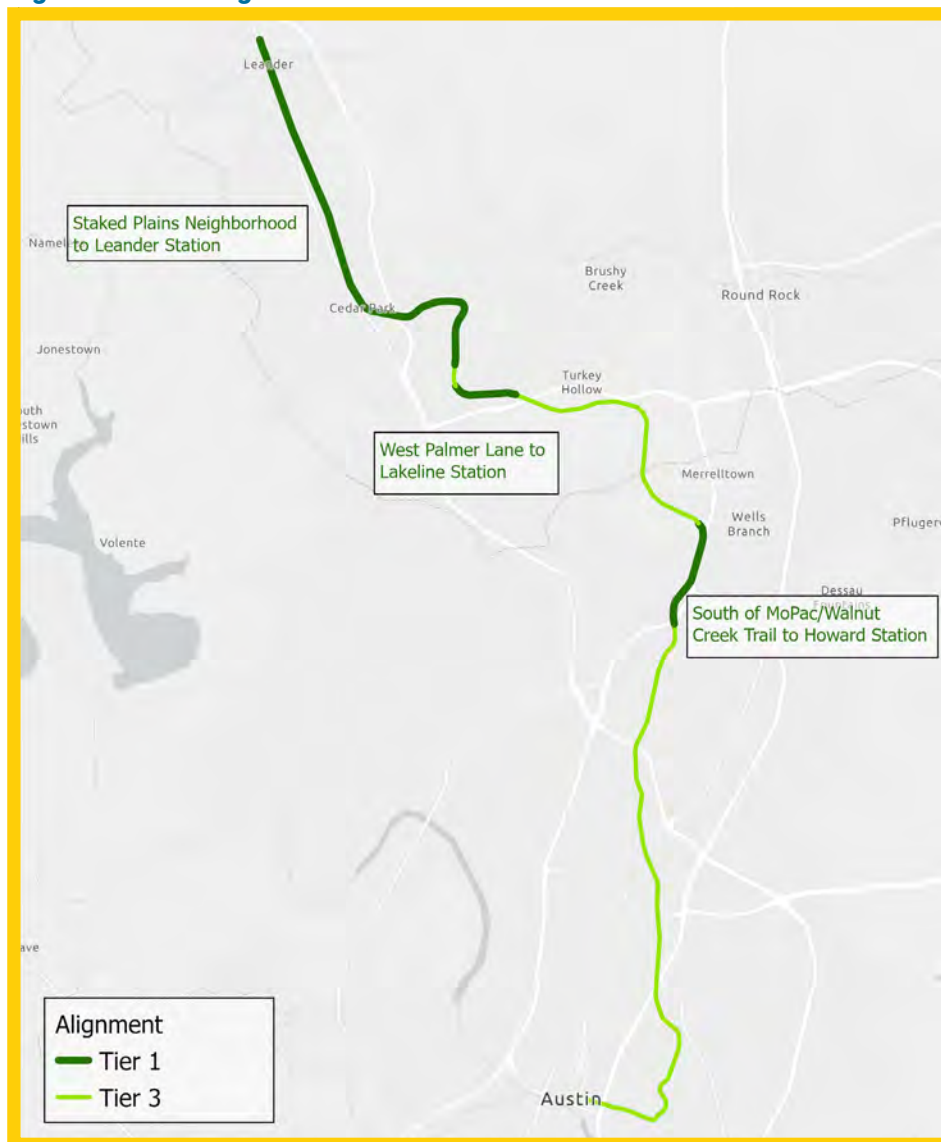 Leander
Staked Plains Neighborhood
to Leander Station
Brushy
Creek
Round Rock
Cedar Park
Jonestown
Turkey
Hollow
West Palmer Lane to
Lakeline Station
Merrelltown
Wells
Branch
Volente
Dessau
South of MoPac/Walnut
Creek Trail to Howard Station
Alignment
Tier 1
Tier 3
Austin